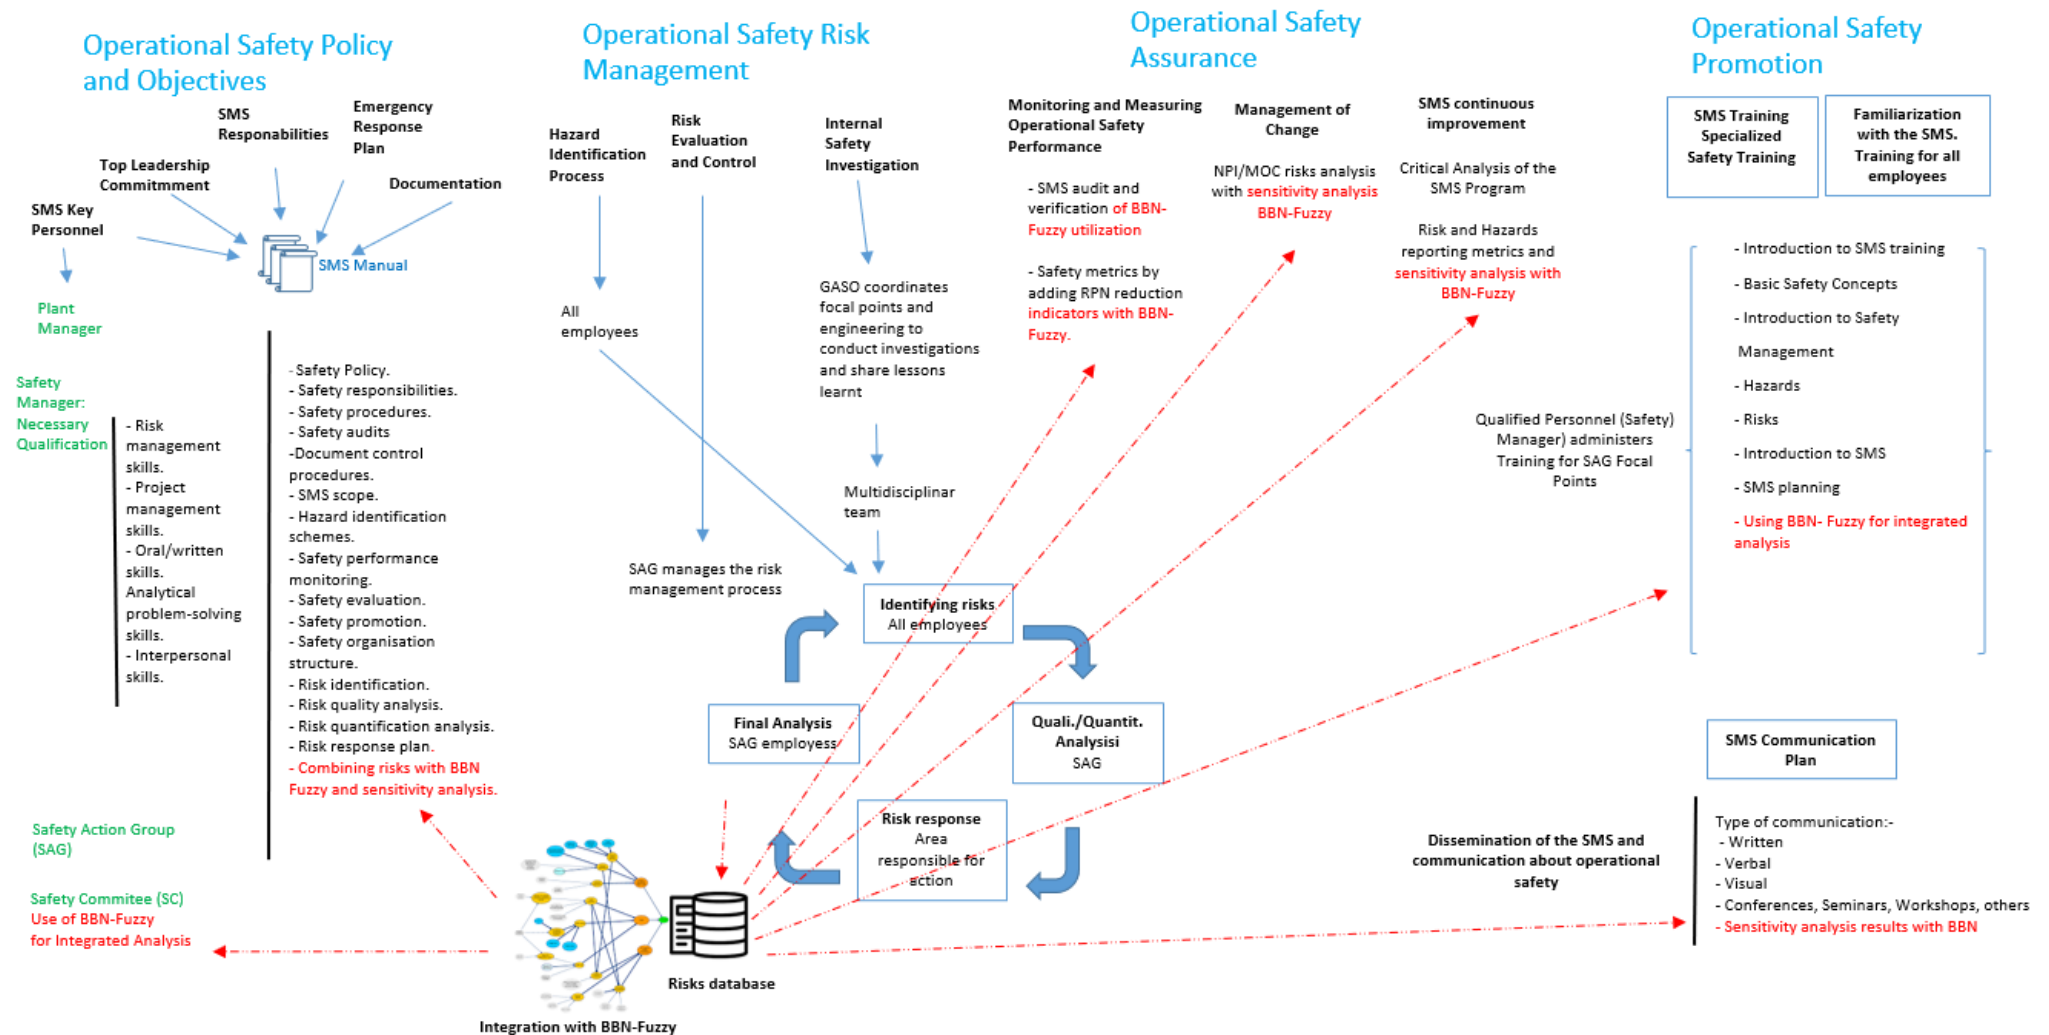 Operational Safety Policy
and Objectives
SMS
Responabilities
Emergency
Response
Plan
Top Leadership
Commitmment
Documentation
SMS Key
Personnel
SMS Manual
Plant
Manager
Safety
Manager:
Necessary
Qualification
- Risk
management
skills.
- Project
management
skills.
- Oral/written
skills.
Analytical
problem-solving
skills.
- Interpersonal
skills.
- Safety Policy.
- Safety responsibilities.
- Safety procedures.
- Safety audits
-Document control
procedures.
- SMS scope.
- Hazard identification
schemes.
- Safety performance
monitoring.
- Safety evaluation.
- Safety promotion.
- Safety organisation
structure.
- Risk identification.
- Risk quality analysis.
- Risk quantification analysis.
- Risk response plan.
- Combining risks with BBN
Fuzzy and sensitivity analysis.
Safety Action Group
(SAG)
Safety Commitee (SC)
Use of BBN-Fuzzy
for Integrated Analysis
Operational Safety Risk
Management
Hazard
Identification
Process
Risk
Evaluation
and Control
Internal
Safety
Investigation
All
employees
GASO coordinates
focal points and
engineering to
conduct investigations
and share lessons
learnt
Multidisciplinar
team
SAG manages the risk
management process
Identifying risks
All employees
Final Analysis
SAG employess
Quali./Quantit.
Analysisi
SAG
Risk response
Area
responsible for
action
Risks database
Integration with BBN-Fuzzy
Operational Safety
Assurance
Monitoring and Measuring
Operational Safety
Performance
- SMS audit and
verification of BBN-
Fuzzy utilization
- Safety metrics by
adding RPN reduction
indicators with BBN-
Fuzzy.
Management of
Change
NPI/MOC risks analysis
with sensitivity analysis
BBN-Fuzzy
SMS continuous
improvement
Critical Analysis of the
SMS Program
Risk and Hazards
reporting metrics and
sensitivity analysis with
BBN-Fuzzy
Operational Safety
Promotion
SMS Training
Specialized
Safety Training
Familiarization
with the SMS.
Training for all
employees
Qualified Personnel (Safety)
Manager) administers
Training for SAG Focal
Points
- Introduction to SMS training
- Basic Safety Concepts
- Introduction to Safety
Management
- Hazards
- Risks
- Introduction to SMS
- SMS planning
- Using BBN- Fuzzy for integrated
analysis
SMS Communication
Plan
Dissemination of the SMS and
communication about operational
safety
Type of communication:-
- Written
- Verbal
- Visual
- Conferences, Seminars, Workshops, others
- Sensitivity analysis results with BBN